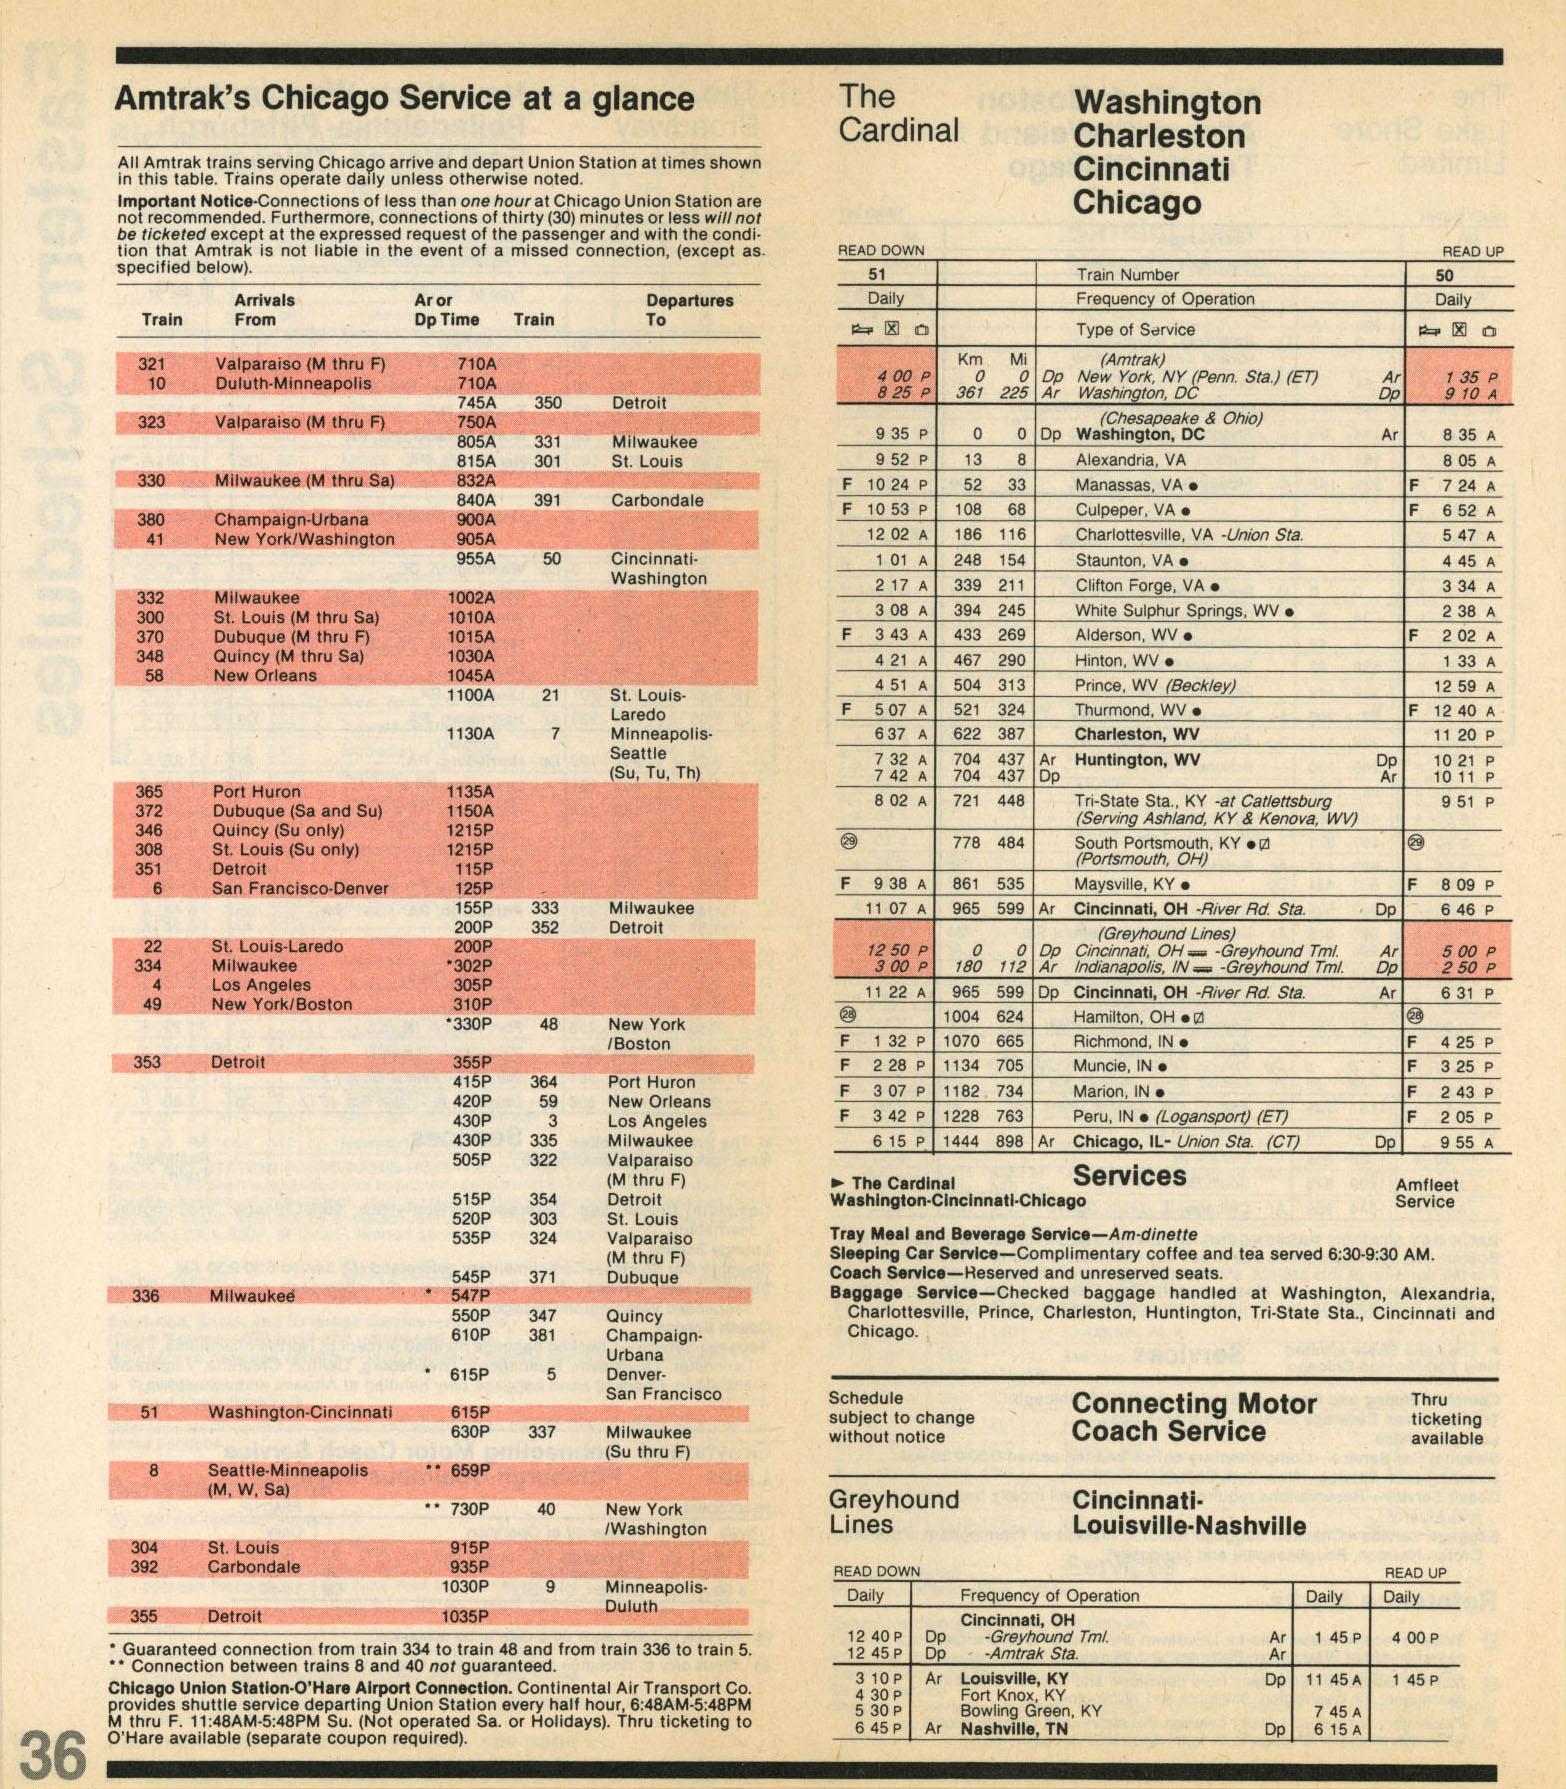 Amtrak's Chicago Service at a glance
All Amtrak trains serving Chicago arrive and depart Union Station at times shown
in this table. Trains operate daily unless otherwise noted.
Important Notice-Connections of less than one hour at Chicago Union Station are
not recommended. Furthermore, connections of thirty (30) minutes or less will not
be ticketed except at the expressed request of the passenger and with the condi-
tion that Amtrak is not liable in the event of a missed connection, (except as
specified below).
Arrivals Ar or Departures
Train From Dp Time Train To
321 Valparaiso (M thru F) 710A
10 Duluth-Minneapolis 710A
745A 350 Detroit
323 Valparaiso (M thru F) 750A
805A 331 Milwaukee
815A 301 St. Louis
330 Milwaukee (M thru Sa) 832A
840A 391 Carbondale
380 Champaign-Urbana 900A
41 New York/Washington 905A
955A 50 Cincinnati-
Washington
332 Milwaukee 1002A
300 St. Louis (M thru Sa) 1010A
370 Dubuque (M thru F) 1015A
348 Quincy (M thru Sa) 1030A
58 New Orleans 1045A
1100A 21 St. Louis-
Laredo
1130A 7 Minneapolis-
Seattle
(Su, Tu, Th)
365 Port Huron 1135A
372 Dubuque (Sa and Su) 1150A
346 Quincy (Su only) 1215P
308 St. Louis (Su only) 1215P
351 Detroit 115P
6 San Francisco-Denver 125P
155P 333 Milwaukee
200P 352 Detroit
22 St. Louis-Laredo 200P
334 Milwaukee *302P
4 Los Angeles 305P
49 New York/Boston 310P
*330P 48 New York
/Boston
353 Detroit 355P
415P 364 Port Huron
420P 59 New Orleans
430P 3 Los Angeles
430P 335 Milwaukee
505P 322 Valparaiso
(M thru F)
515P 354 Detroit
520P 303 St. Louis
535P 324 Valparaiso
(M thru F)
545P 371 Dubuque
336 Milwaukee * 547P
550P 347 Quincy
610P 381 Champaign-
Urbana
* 615P 5 Denver-
San Francisco
51 Washington-Cincinnati 615P
630P 337 Milwaukee
(Su thru F)
8 Seattle-Minneapolis ** 659P
(M, W, Sa)
** 730P 40 New York
/Washington
304 St. Louis 915P
392 Carbondale 935P
1030P 9 Minneapolis-
Duluth
355 Detroit 1035P
* Guaranteed connection from train 334 to train 48 and from train 336 to train 5.
** Connection between trains 8 and 40 not guaranteed.
Chicago Union Station-O'Hare Airport Connection. Continental Air Transport Co.
provides shuttle service departing Union Station every half hour, 6:48AM-5:48PM
M thru F. 11:48AM-5:48PM Su. (Not operated Sa. or Holidays). Thru ticketing to
O'Hare available (separate coupon required).
36
The
Cardinal
Washington
Charleston
Cincinnati
Chicago
READ DOWN READ UP
51 Train Number 50
Daily Frequency of Operation Daily
Type of Service
Km Mi (Amtrak)
4 00 P 0 0 Dp New York, NY (Penn. Sta.) (ET) Ar 1 35 P
8 25 P 361 225 Ar Washington, DC Dp 9 10 A
(Chesapeake & Ohio)
9 35 P 0 0 Dp Washington, DC Ar 8 35 A
9 52 P 13 8 Alexandria, VA 8 05 A
F 10 24 P 52 33 Manassas, VA ● F 7 24 A
F 10 53 P 108 68 Culpeper, VA ● F 6 52 A
12 02 A 186 116 Charlottesville, VA -Union Sta. 5 47 A
1 01 A 248 154 Staunton, VA ● 4 45 A
2 17 A 339 211 Clifton Forge, VA ● 3 34 A
3 08 A 394 245 White Sulphur Springs, WV ● 2 38 A
F 3 43 A 433 269 Alderson, WV ● F 2 02 A
4 21 A 467 290 Hinton, WV ● 1 33 A
4 51 A 504 313 Prince, WV (Beckley) 12 59 A
F 5 07 A 521 324 Thurmond, WV ● F 12 40 A
6 37 A 622 387 Charleston, WV 11 20 P
7 32 A 704 437 Ar Huntington, WV Dp 10 21 P
7 42 A 704 437 Dp Ar 10 11 P
8 02 A 721 448 Tri-State Sta., KY -at Catlettsburg 9 51 P
(Serving Ashland, KY & Kenova, WV)
㉙ 778 484 South Portsmouth, KY ● ㉙
(Portsmouth, OH)
F 9 38 A 861 535 Maysville, KY ● F 8 09 P
11 07 A 965 599 Ar Cincinnati, OH -River Rd. Sta. Dp 6 46 P
(Greyhound Lines)
12 50 P 0 0 Dp Cincinnati, OH -Greyhound Tml. Ar 5 00 P
3 00 P 180 112 Ar Indianapolis, IN -Greyhound Tml. Dp 2 50 P
11 22 A 965 599 Dp Cincinnati, OH -River Rd. Sta. Ar 6 31 P
㉘ 1004 624 Hamilton, OH ● ㉘
F 1 32 P 1070 665 Richmond, IN ● F 4 25 P
F 2 28 P 1134 705 Muncie, IN ● F 3 25 P
F 3 07 P 1182 734 Marion, IN ● F 2 43 P
F 3 42 P 1228 763 Peru, IN ● (Logansport) (ET) F 2 05 P
6 15 P 1444 898 Ar Chicago, IL- Union Sta. (CT) Dp 9 55 A
Services
► The Cardinal Amfleet
Washington-Cincinnati-Chicago Service
Tray Meal and Beverage Service—Am-dinette
Sleeping Car Service—Complimentary coffee and tea served 6:30-9:30 AM.
Coach Service—Reserved and unreserved seats.
Baggage Service—Checked baggage handled at Washington, Alexandria,
Charlottesville, Prince, Charleston, Huntington, Tri-State Sta., Cincinnati and
Chicago.
Schedule
subject to change
without notice
Connecting Motor
Coach Service
Thru
ticketing
available
Greyhound
Lines
Cincinnati-
Louisville-Nashville
READ DOWN READ UP
Daily Frequency of Operation Daily Daily
Cincinnati, OH
12 40 P Dp -Greyhound Tml. Ar 1 45 P 4 00 P
12 45 P Dp -Amtrak Sta. Ar
3 10 P Ar Louisville, KY Dp 11 45 A 1 45 P
4 30 P Fort Knox, KY
5 30 P Bowling Green, KY 7 45 A
6 45 P Ar Nashville, TN Dp 6 15 A